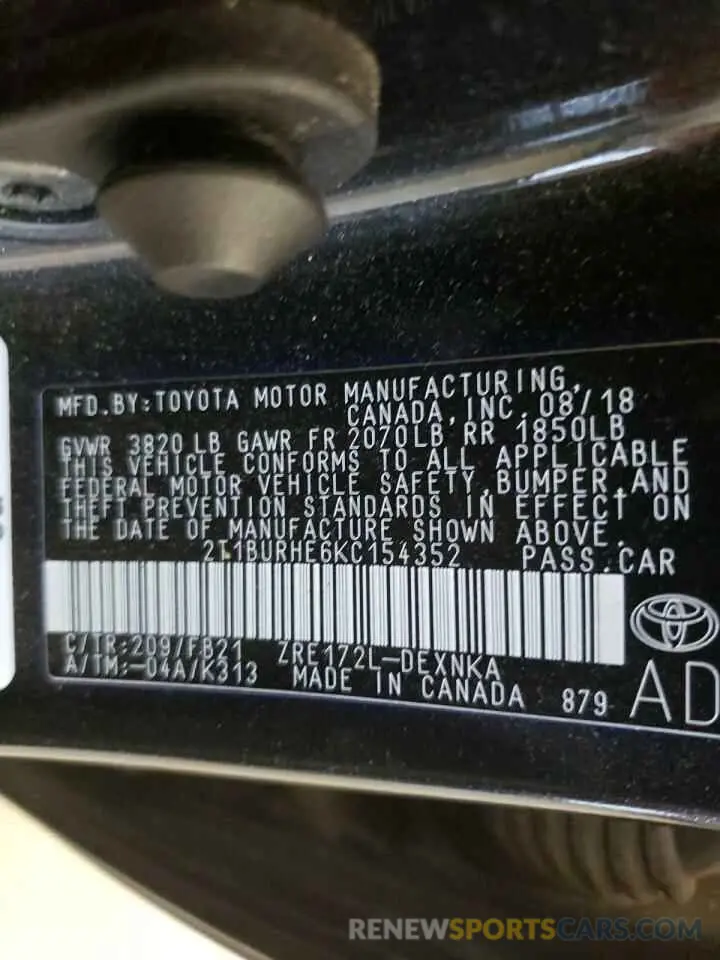 MFD.BY:TOYOTA MOTOR MANUFACTURING,
CANADA,INC. 08/18
GVWR 3820LB GAWR FR 2070LB RR 1850LB
THIS VEHICLE CONFORMS TO ALL APPLICABLE
FEDERAL MOTOR VEHICLE SAFETY,BUMPER,AND
THEFT PREVENTION STANDARDS IN EFFECT ON
THE DATE OF MANUFACTURE SHOWN ABOVE.
2T1BURHE6KC154352 PASS.CAR
C/TR:209/FB21 ZRE172L-DEXNKA
A/TM:-04A/K313 MADE IN CANADA 879 AD
TOYOTA
RENEWSPORTSCARS.COM